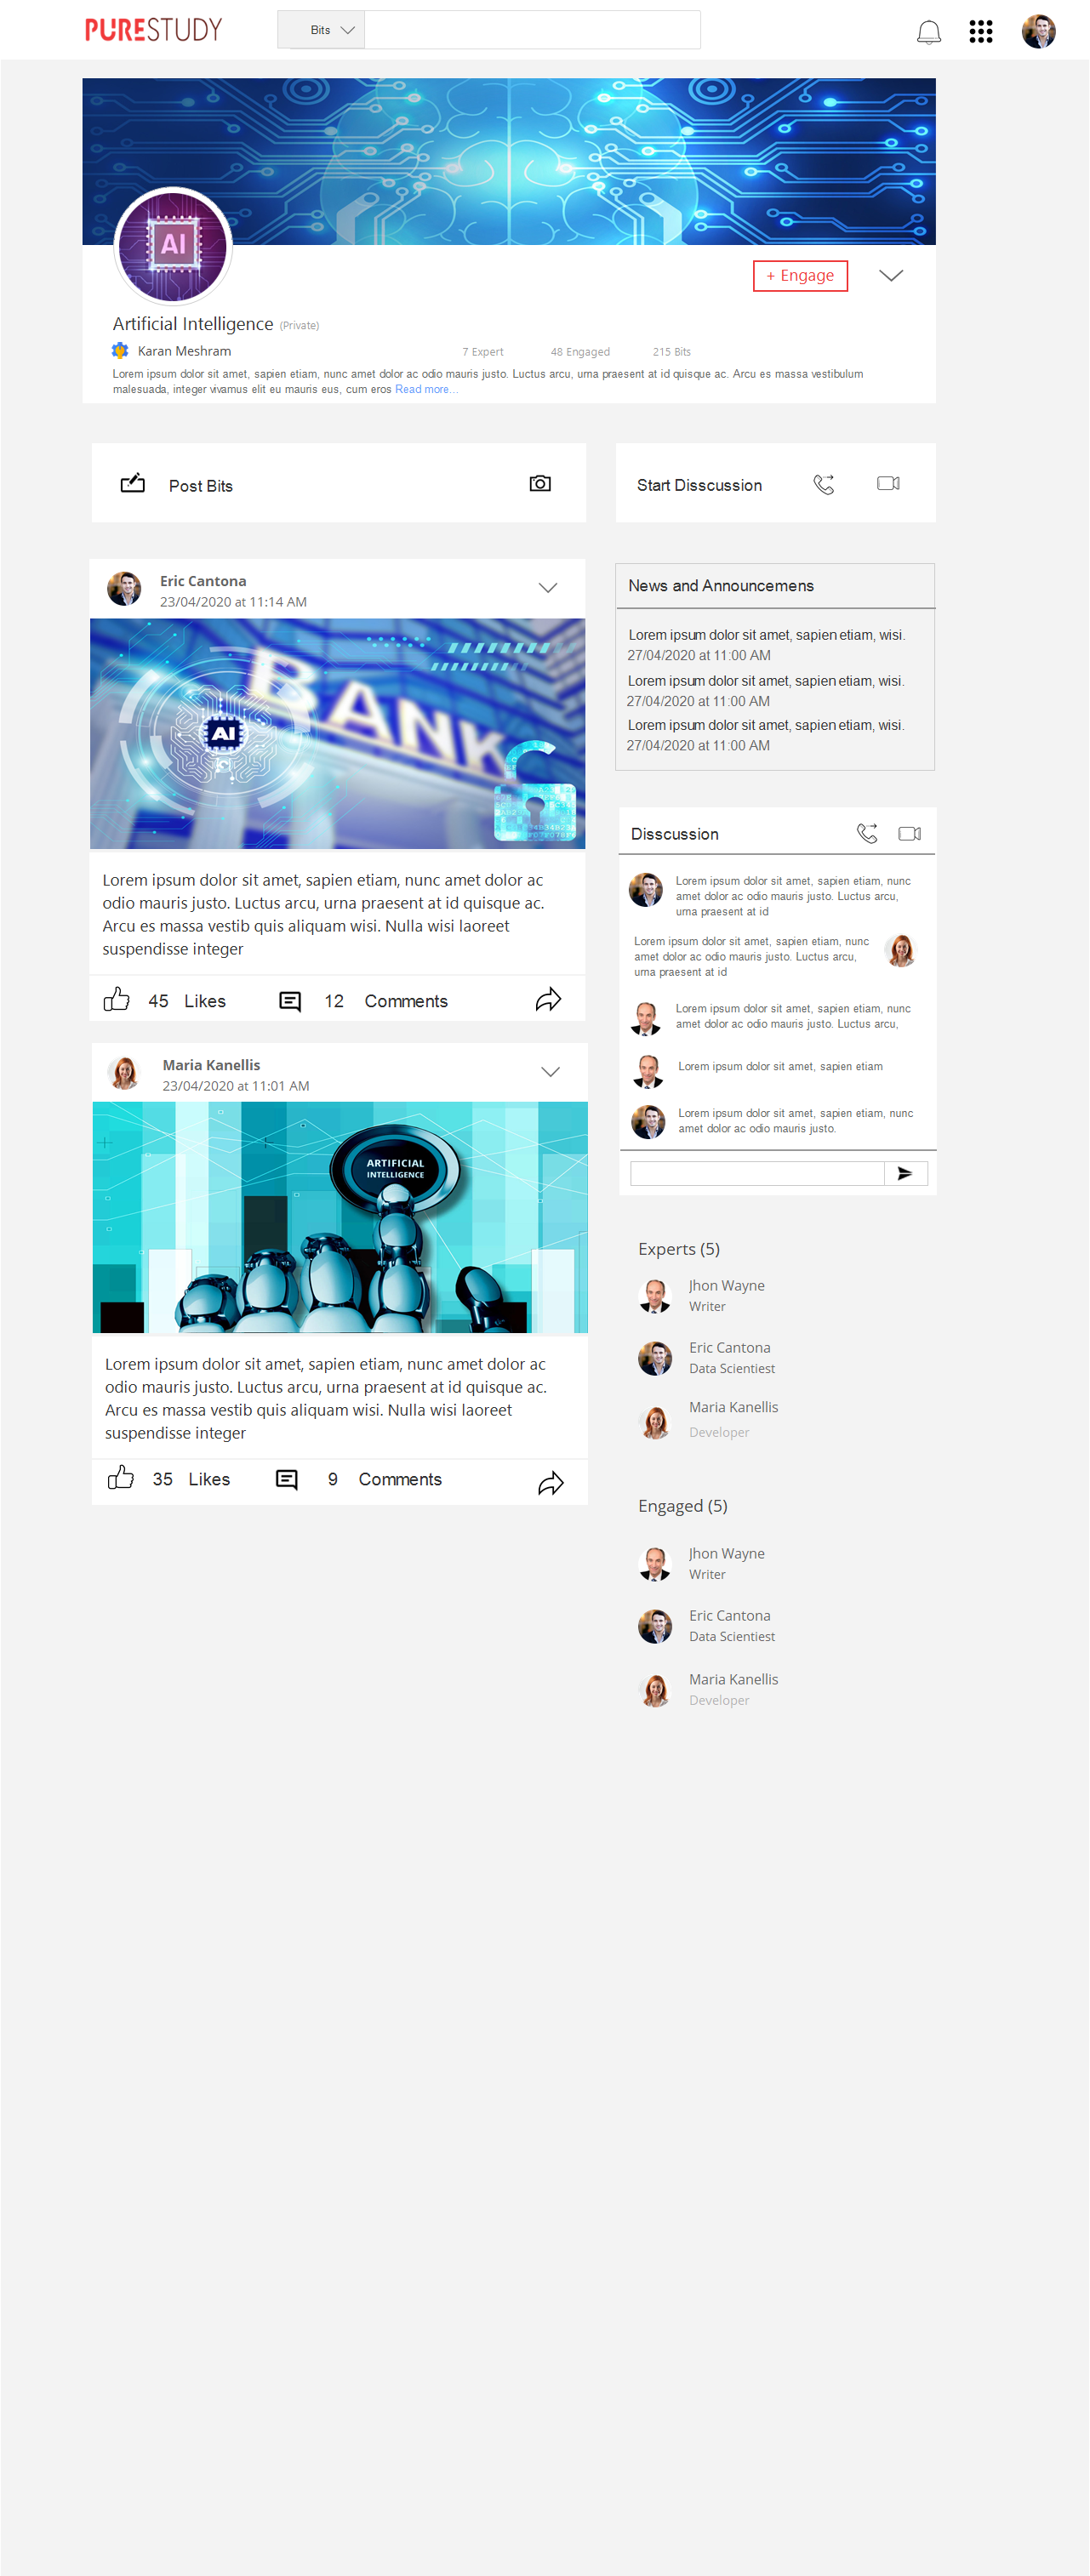 PURESTUDY
Bits
AI
+ Engage
Artificial Intelligence (Private)
Karan Meshram
7 Expert 48 Engaged 215 Bits
Lorem ipsum dolor sit amet, sapien etiam, nunc amet dolor ac odio mauris justo. Luctus arcu, urna praesent at id quisque ac. Arcu es massa vestibulum
malesuada, integer vivamus elit eu mauris eus, cum eros Read more...
Post Bits
Start Disscussion
Eric Cantona
23/04/2020 at 11:14 AM
BANK
AI
Lorem ipsum dolor sit amet, sapien etiam, nunc amet dolor ac
odio mauris justo. Luctus arcu, urna praesent at id quisque ac.
Arcu es massa vestib quis aliquam wisi. Nulla wisi laoreet
suspendisse integer
45 Likes 12 Comments
Maria Kanellis
23/04/2020 at 11:01 AM
ARTIFICIAL
INTELLIGENCE
Lorem ipsum dolor sit amet, sapien etiam, nunc amet dolor ac
odio mauris justo. Luctus arcu, urna praesent at id quisque ac.
Arcu es massa vestib quis aliquam wisi. Nulla wisi laoreet
suspendisse integer
35 Likes 9 Comments
News and Announcemens
Lorem ipsum dolor sit amet, sapien etiam, wisi.
27/04/2020 at 11:00 AM
Lorem ipsum dolor sit amet, sapien etiam, wisi.
27/04/2020 at 11:00 AM
Lorem ipsum dolor sit amet, sapien etiam, wisi.
27/04/2020 at 11:00 AM
Disscussion
Lorem ipsum dolor sit amet, sapien etiam, nunc
amet dolor ac odio mauris justo. Luctus arcu,
urna praesent at id
Lorem ipsum dolor sit amet, sapien etiam, nunc
amet dolor ac odio mauris justo. Luctus arcu,
urna praesent at id
Lorem ipsum dolor sit amet, sapien etiam, nunc
amet dolor ac odio mauris justo. Luctus arcu,
Lorem ipsum dolor sit amet, sapien etiam
Lorem ipsum dolor sit amet, sapien etiam, nunc
amet dolor ac odio mauris justo.
Experts (5)
Jhon Wayne
Writer
Eric Cantona
Data Scientiest
Maria Kanellis
Developer
Engaged (5)
Jhon Wayne
Writer
Eric Cantona
Data Scientiest
Maria Kanellis
Developer